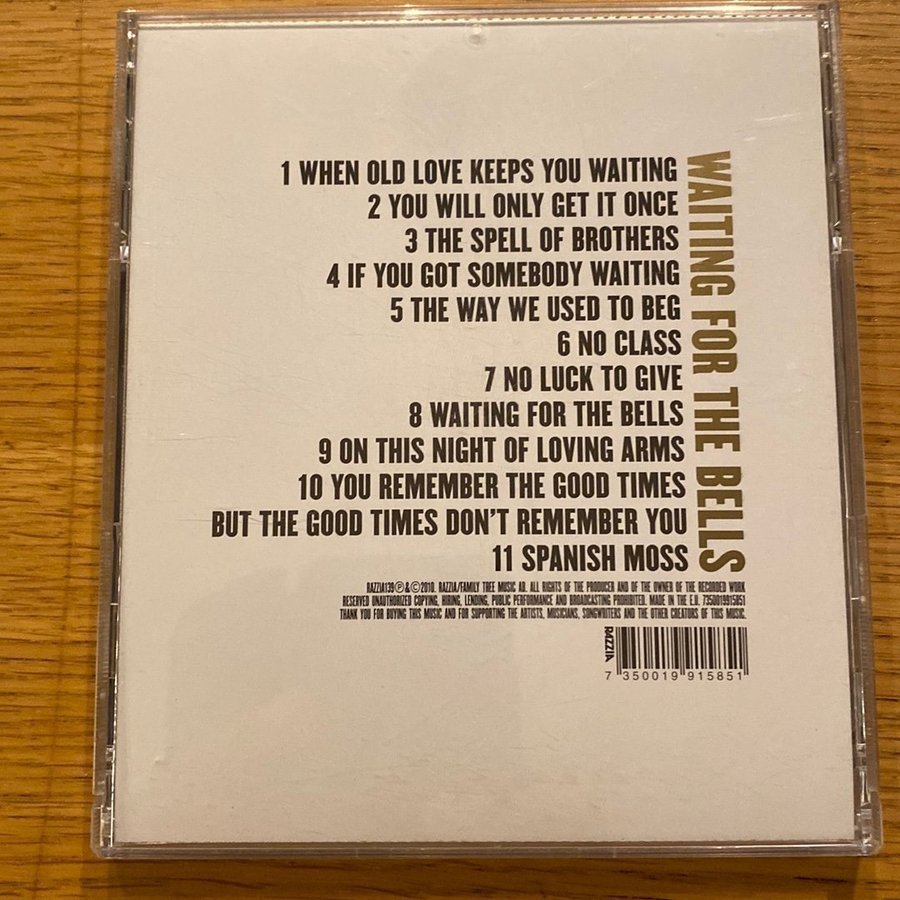 1 WHEN OLD LOVE KEEPS YOU WAITING
2 YOU WILL ONLY GET IT ONCE
3 THE SPELL OF BROTHERS
4 IF YOU GOT SOMEBODY WAITING
5 THE WAY WE USED TO BEG
6 NO CLASS
7 NO LUCK TO GIVE
8 WAITING FOR THE BELLS
9 ON THIS NIGHT OF LOVING ARMS
10 YOU REMEMBER THE GOOD TIMES
BUT THE GOOD TIMES DON'T REMEMBER YOU
11 SPANISH MOSS
WAITING FOR THE BELLS
RAZZIA139 Ⓟ&©2010. RAZZIA/FAMILY TREE MUSIC AB. ALL RIGHTS OF THE PRODUCER AND OF THE OWNER OF THE RECORDED WORK
RESERVED UNAUTHORIZED COPYING, HIRING, LENDING, PUBLIC PERFORMANCE AND BROADCASTING PROHIBITED. MADE IN THE E.U. 7350019915851
THANK YOU FOR BUYING THIS MUSIC AND FOR SUPPORTING THE ARTISTS, MUSICIANS, SONGWRITERS AND THE OTHER CREATORS OF THIS MUSIC.
RAZZIA
7 350019 915851